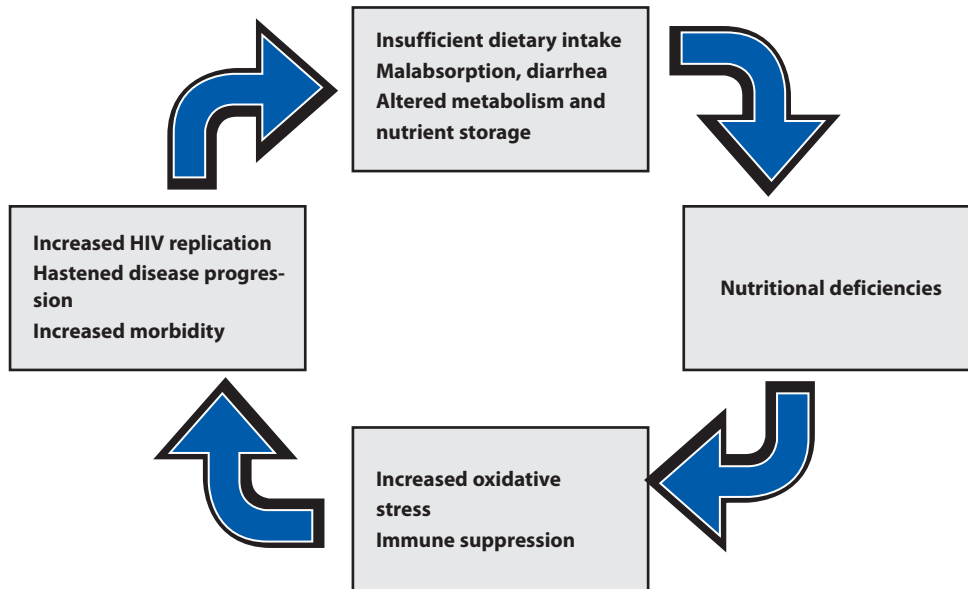 Insufficient dietary intake
Malabsorption, diarrhea
Altered metabolism and
nutrient storage
Nutritional deficiencies
Increased oxidative
stress
Immune suppression
Increased HIV replication
Hastened disease progres-
sion
Increased morbidity